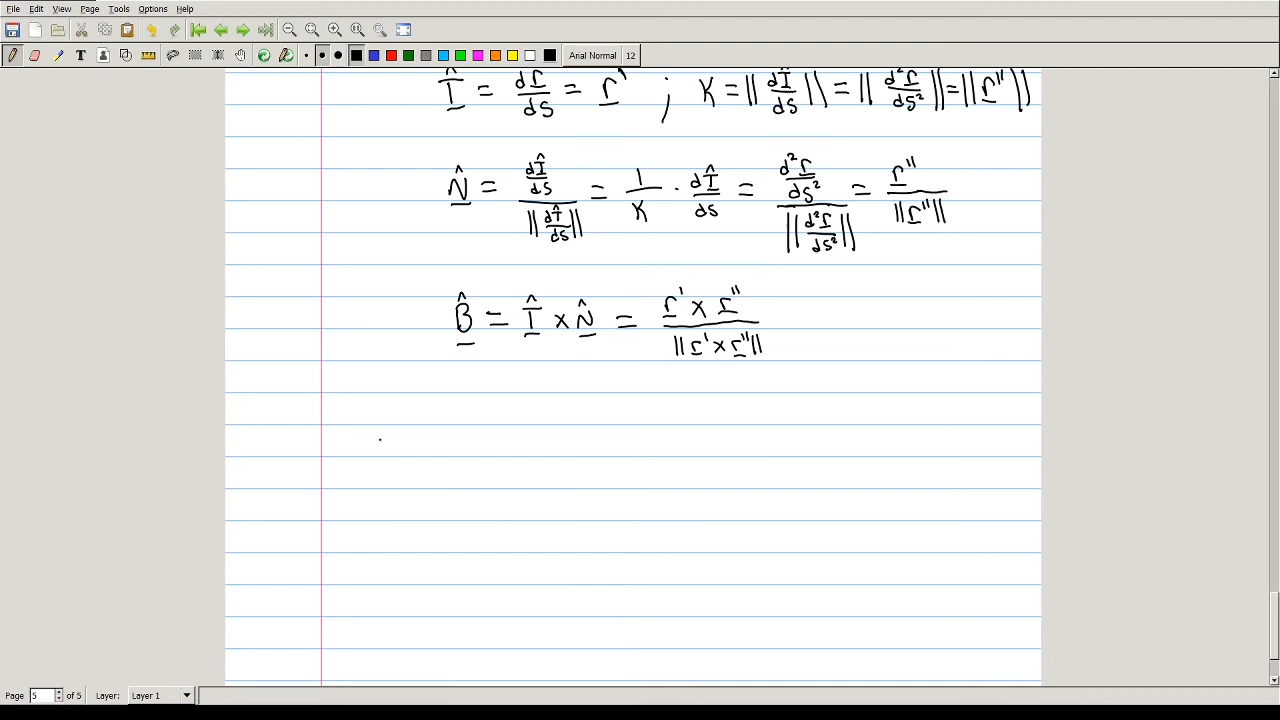 File Edit View Page Tools Options Help
Arial Normal 12
T̲̂ = dr̲/ds = r̲' ; K = ||dT̲̂/ds|| = ||d²r̲/ds²|| = ||r̲''||
N̲̂ = (dT̲̂/ds)/||dT̲̂/ds|| = 1/K · dT̲̂/ds = (d²r̲/ds²)/||d²r̲/ds²|| = r̲''/||r̲''||
B̲̂ = T̲̂ × N̲̂ = (r̲' × r̲'')/||r̲' × r̲''||
Page 5 of 5 Layer: Layer 1